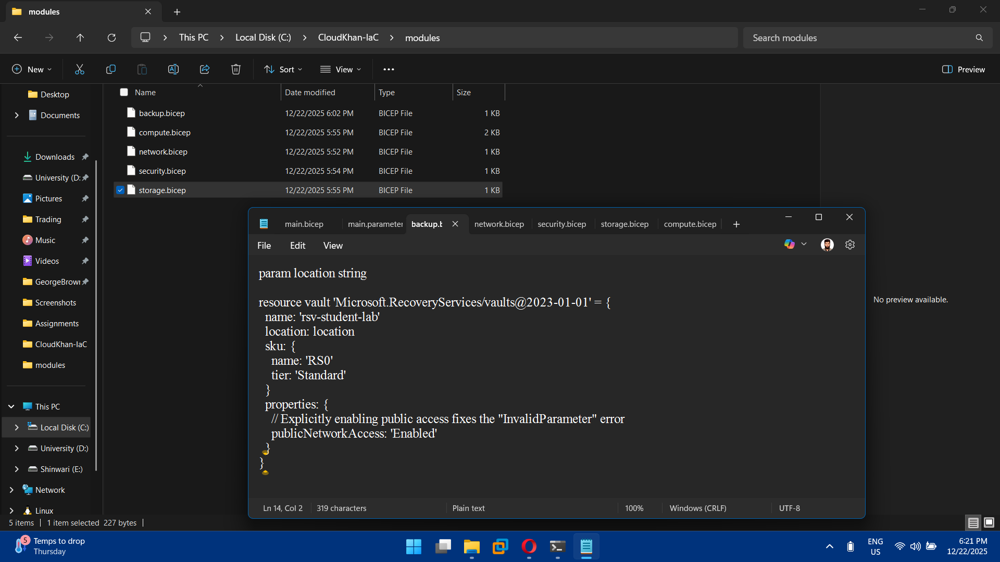 modules
This PC
Local Disk (C:)
CloudKhan-IaC
modules
Search modules
New
Sort
View
Preview
Name
Date modified
Type
Size
backup.bicep 12/22/2025 6:02 PM BICEP File 1 KB
compute.bicep 12/22/2025 5:55 PM BICEP File 2 KB
network.bicep 12/22/2025 5:52 PM BICEP File 1 KB
security.bicep 12/22/2025 5:54 PM BICEP File 1 KB
storage.bicep 12/22/2025 5:55 PM BICEP File 1 KB
Desktop
Documents
Downloads
University (D:
Pictures
Trading
Music
Videos
GeorgeBrown
Screenshots
Assignments
CloudKhan-IaC
modules
This PC
Local Disk (C:)
University (D:)
Shinwari (E:)
Network
Linux
No preview available.
main.bicep
main.parameter
backup.b
network.bicep
security.bicep
storage.bicep
compute.bicep
File
Edit
View
param location string
resource vault 'Microsoft.RecoveryServices/vaults@2023-01-01' = {
name: 'rsv-student-lab'
location: location
sku: {
name: 'RS0'
tier: 'Standard'
}
properties: {
// Explicitly enabling public access fixes the "InvalidParameter" error
publicNetworkAccess: 'Enabled'
}
}
Ln 14, Col 2
319 characters
Plain text
100%
Windows (CRLF)
UTF-8
5 items
1 item selected 227 bytes
5
Temps to drop
Thursday
ENG
US
6:21 PM
12/22/2025